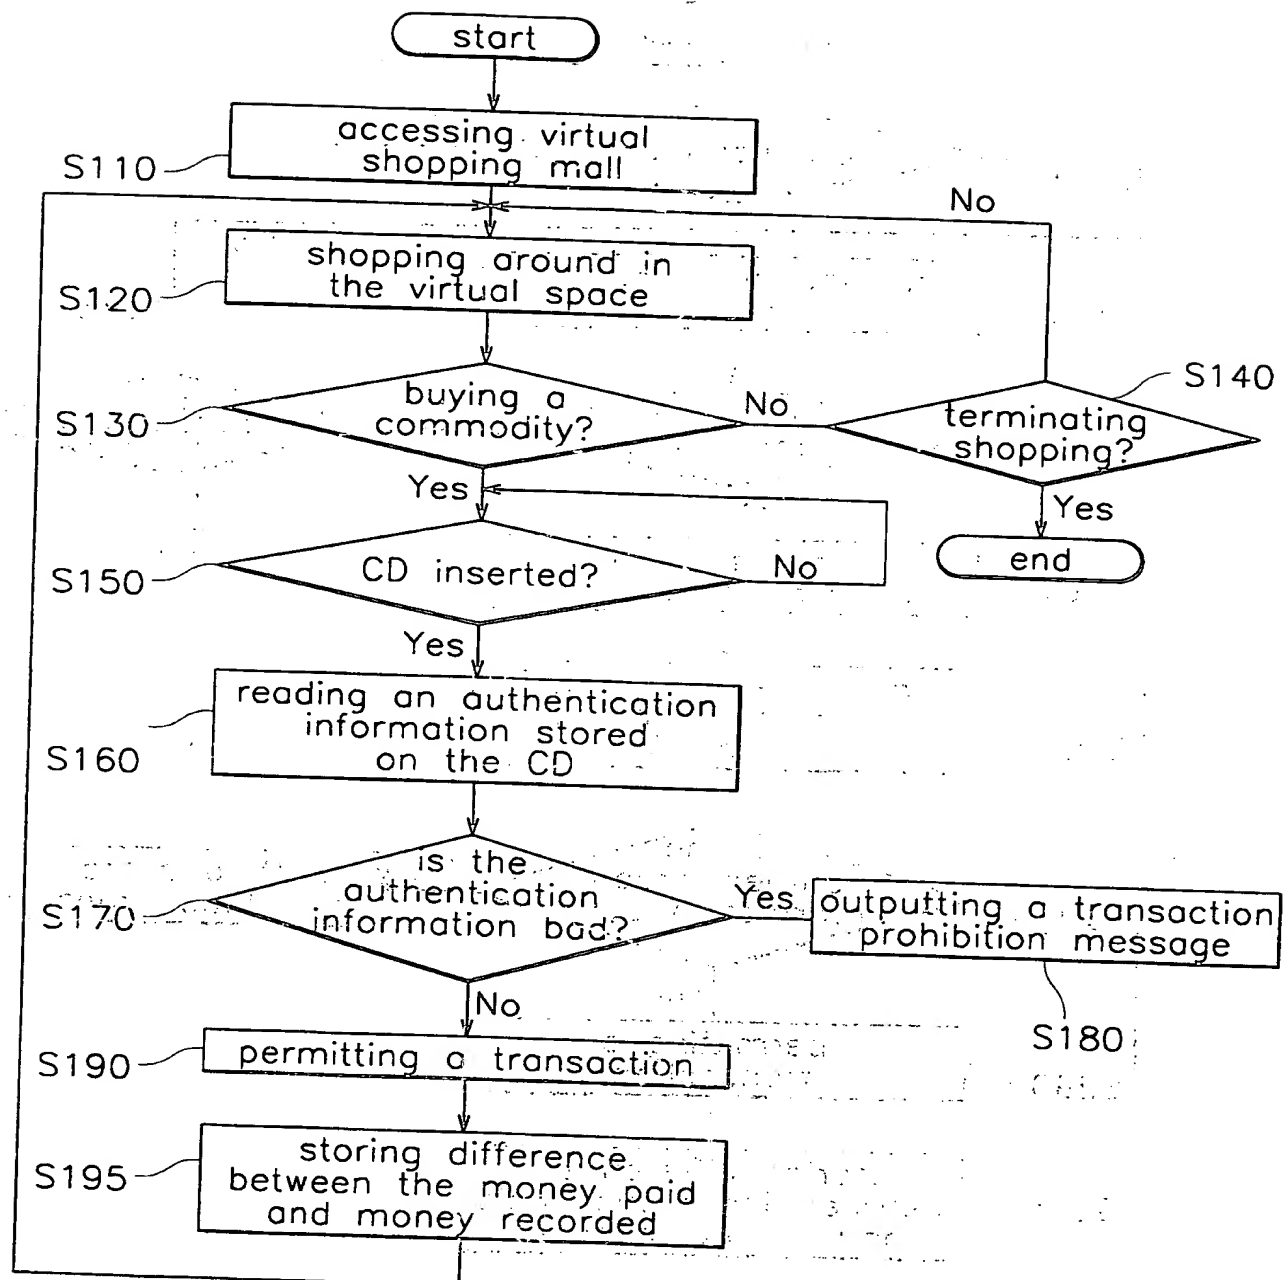 start
accessing virtual
shopping mall
S110
No
shopping around in
the virtual space
S120
buying a
commodity?
S130
No
terminating
shopping?
S140
Yes
Yes
end
CD inserted?
S150
No
Yes
reading an authentication
information stored
on the CD
S160
is the
authentication
information bad?
S170
Yes
outputting a transaction
prohibition message
S180
No
permitting a transaction
S190
storing difference
between the money paid
and money recorded
S195